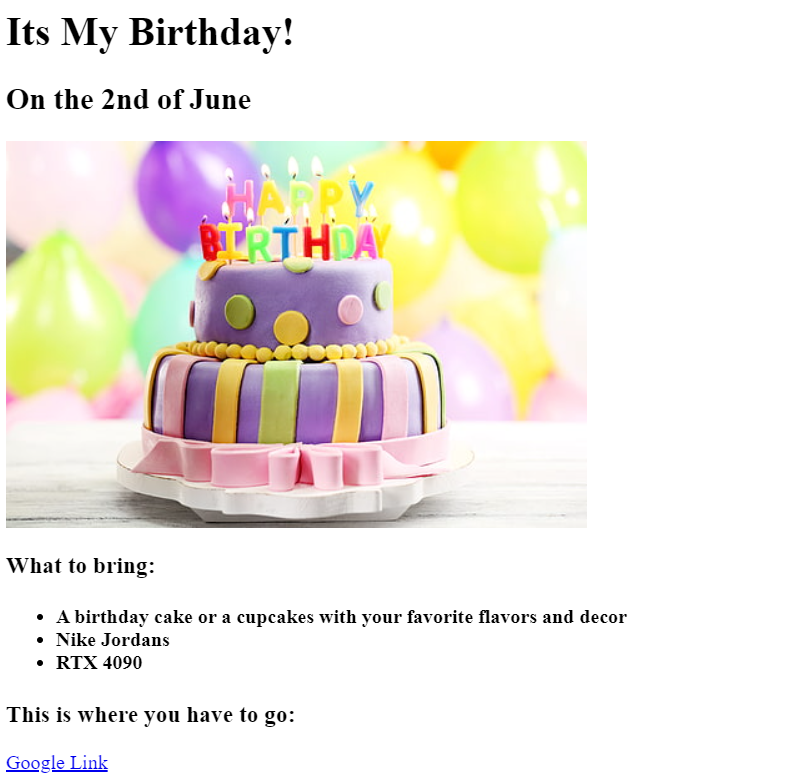 Its My Birthday!
On the 2nd of June
HAPPY
BIRTHDAY
What to bring:
A birthday cake or a cupcakes with your favorite flavors and decor
Nike Jordans
RTX 4090
This is where you have to go:
Google Link